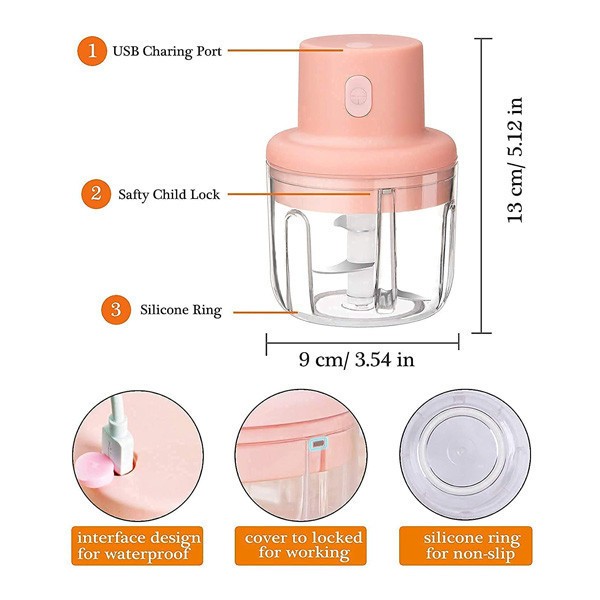 1 USB Charing Port
2 Safty Child Lock
3 Silicone Ring
13 cm/ 5.12 in
9 cm/ 3.54 in
interface design
for waterproof
cover to locked
for working
silicone ring
for non-slip